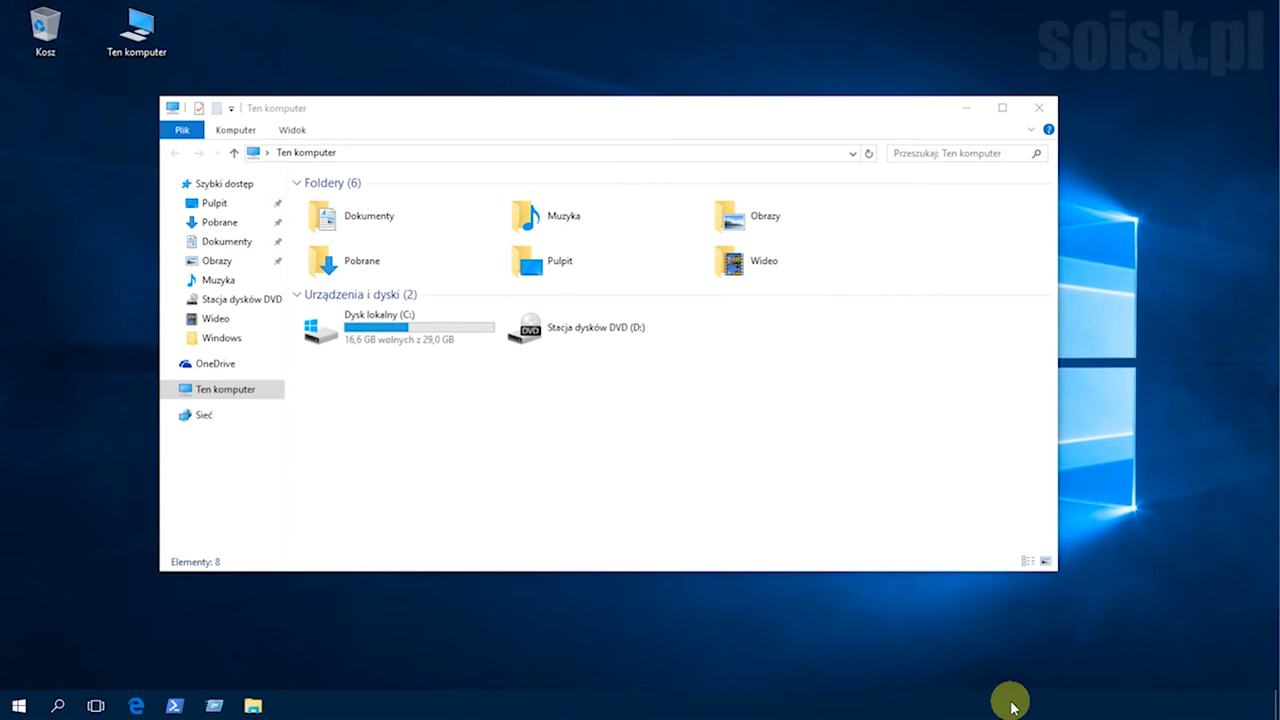 soisk.pl
Kosz
Ten komputer
Ten komputer
Plik
Komputer
Widok
Ten komputer
Przeszukaj: Ten komputer
Szybki dostęp
Pulpit
Pobrane
Dokumenty
Obrazy
Muzyka
Stacja dysków DVD
Wideo
Windows
OneDrive
Ten komputer
Sieć
Foldery (6)
Dokumenty
Muzyka
Obrazy
Pobrane
Pulpit
Wideo
Urządzenia i dyski (2)
Dysk lokalny (C:)
16,6 GB wolnych z 29,0 GB
DVD
Stacja dysków DVD (D:)
Elementy: 8